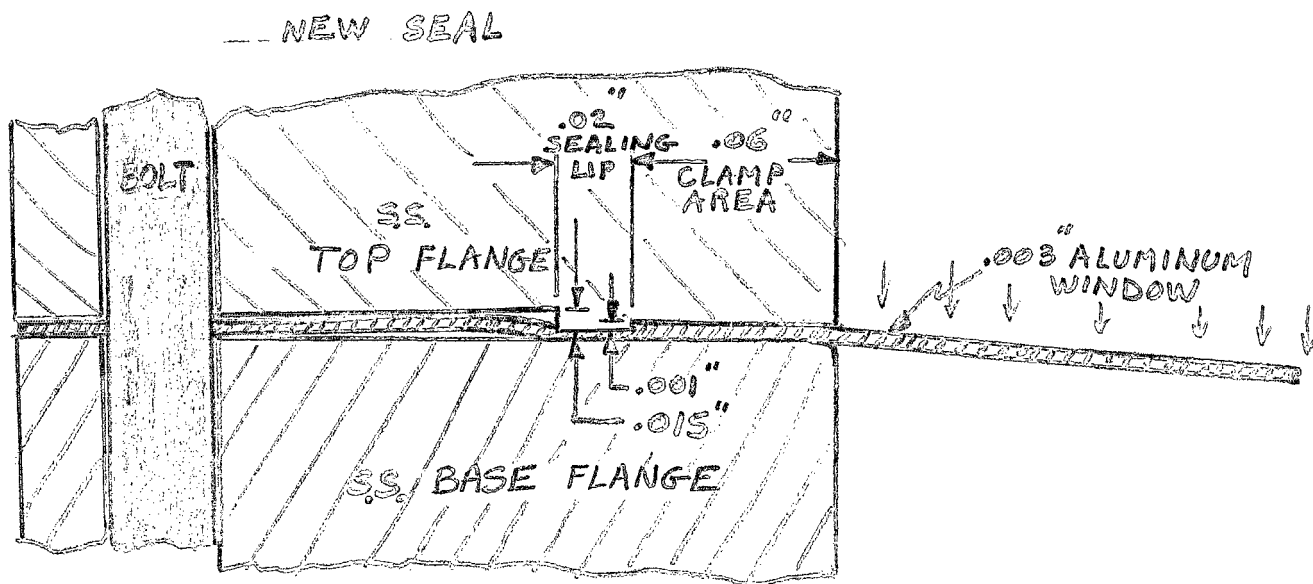 NEW SEAL
.02"
SEALING
LIP
.06"
CLAMP
AREA
BOLT
S.S.
TOP FLANGE
.003" ALUMINUM
WINDOW
.001"
.015"
S.S. BASE FLANGE